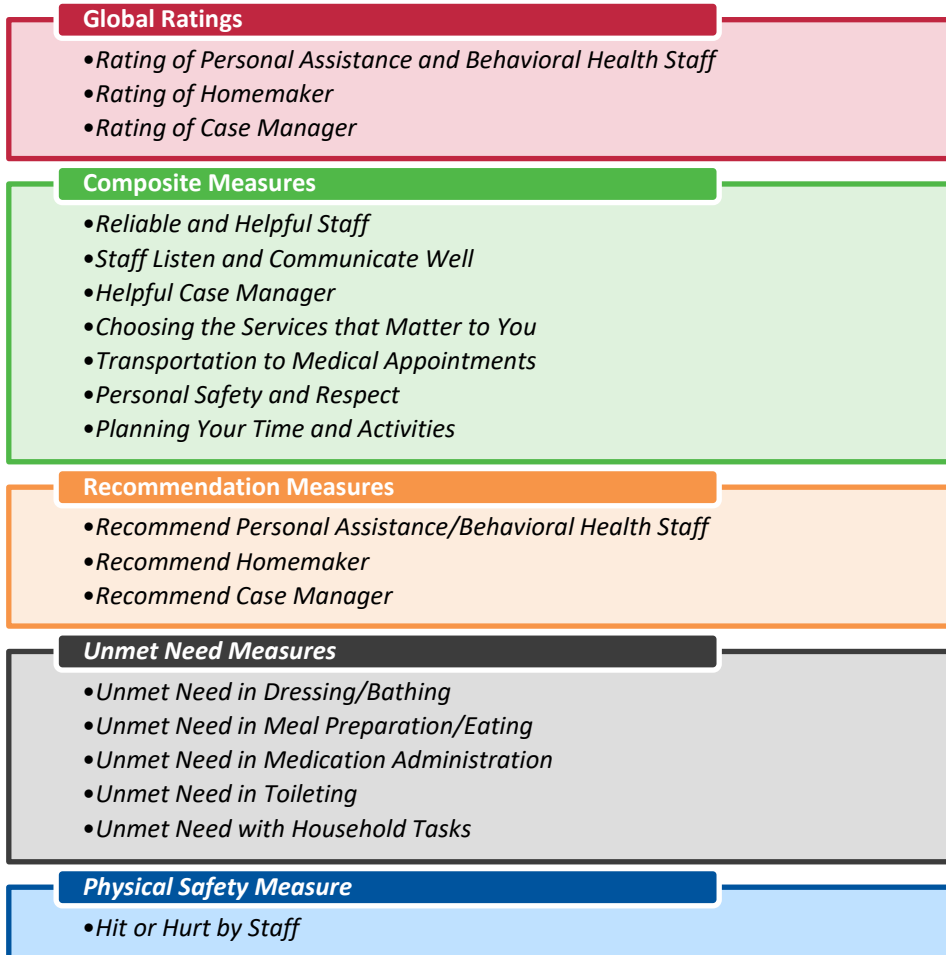 Global Ratings
•Rating of Personal Assistance and Behavioral Health Staff
•Rating of Homemaker
•Rating of Case Manager
Composite Measures
•Reliable and Helpful Staff
•Staff Listen and Communicate Well
•Helpful Case Manager
•Choosing the Services that Matter to You
•Transportation to Medical Appointments
•Personal Safety and Respect
•Planning Your Time and Activities
Recommendation Measures
•Recommend Personal Assistance/Behavioral Health Staff
•Recommend Homemaker
•Recommend Case Manager
Unmet Need Measures
•Unmet Need in Dressing/Bathing
•Unmet Need in Meal Preparation/Eating
•Unmet Need in Medication Administration
•Unmet Need in Toileting
•Unmet Need with Household Tasks
Physical Safety Measure
•Hit or Hurt by Staff